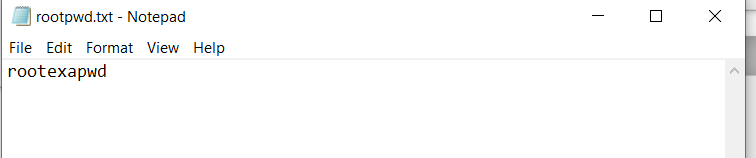 rootpwd.txt - Notepad
File Edit Format View Help
rootexapwd